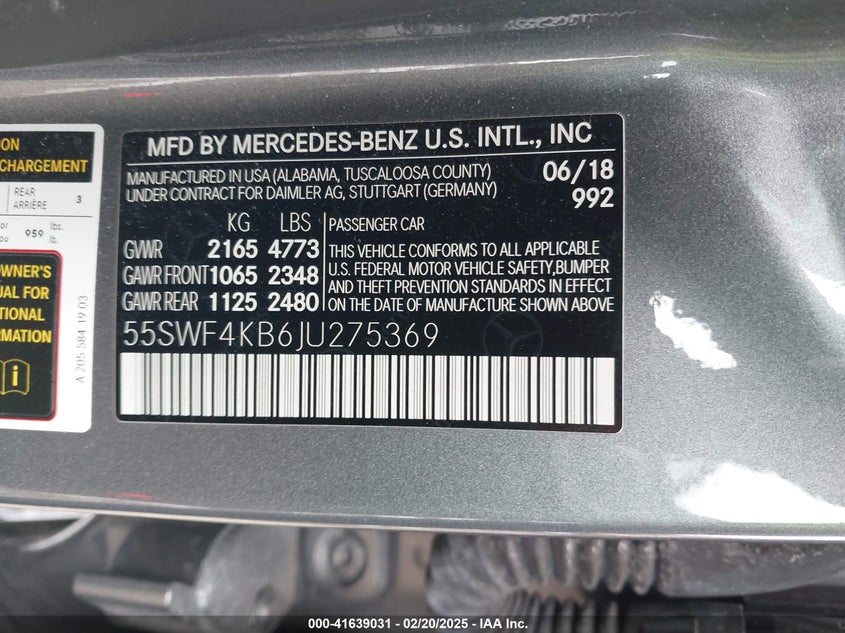 ION
CHARGEMENT
REAR
ARRIÈRE 3
or
ou 959 lbs.
lb.
OWNER'S
UAL FOR
TIONAL
RMATION
A 205 584 19 03
MFD BY MERCEDES-BENZ U.S. INTL., INC
MANUFACTURED IN USA (ALABAMA, TUSCALOOSA COUNTY) 06/18
UNDER CONTRACT FOR DAIMLER AG, STUTTGART (GERMANY) 992
KG LBS PASSENGER CAR
GVWR 2165 4773
GAWR FRONT 1065 2348
GAWR REAR 1125 2480
THIS VEHICLE CONFORMS TO ALL APPLICABLE
U.S. FEDERAL MOTOR VEHICLE SAFETY,BUMPER
AND THEFT PREVENTION STANDARDS IN EFFECT
ON THE DATE OF MANUFACTURE SHOWN ABOVE
55SWF4KB6JU275369
000-41639031 - 02/20/2025 - IAA Inc.